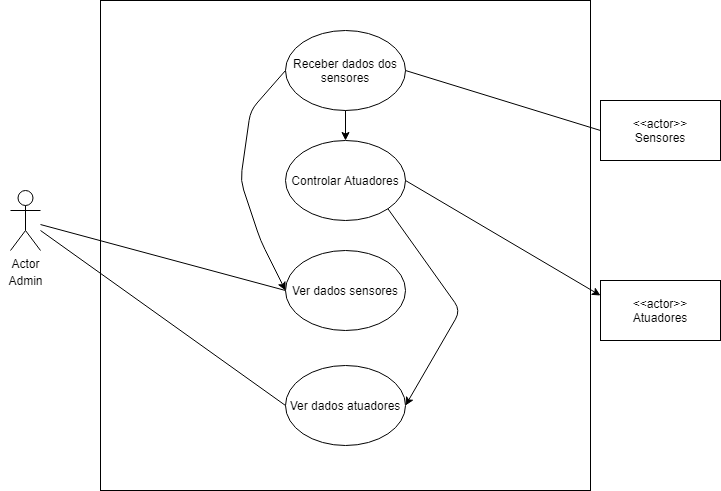 Receber dados dos
sensores
<<actor>>
Sensores
Controlar Atuadores
Actor
Admin
Ver dados sensores
<<actor>>
Atuadores
Ver dados atuadores